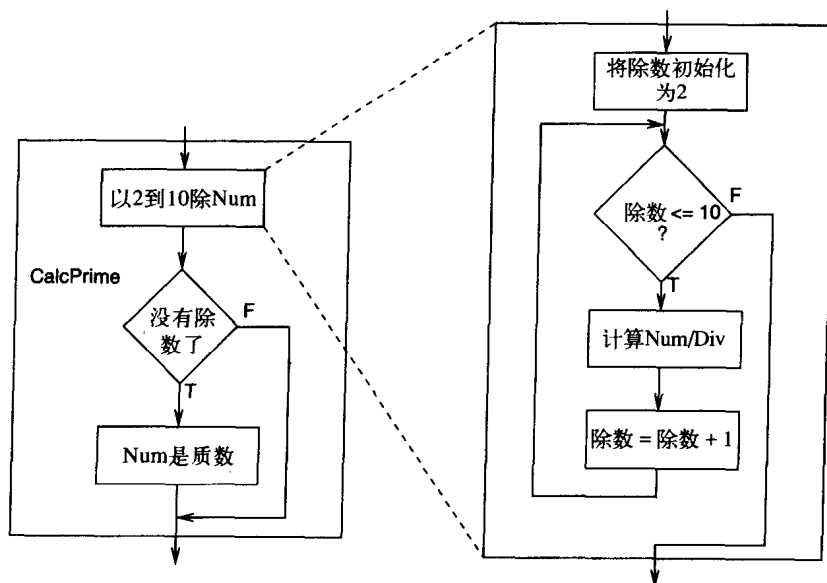 以2到10除Num
CalcPrime
没有除
数了
F
T
Num是质数
将除数初始化
为2
除数 <= 10
?
F
T
计算Num/Div
除数 = 除数 + 1